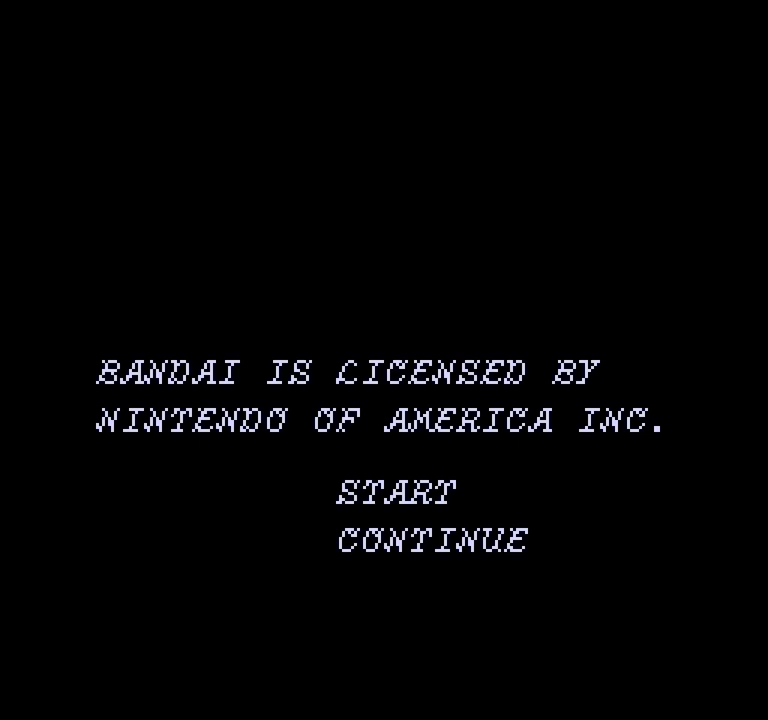 BANDAI IS LICENSED BY
NINTENDO OF AMERICA INC.
START
CONTINUE